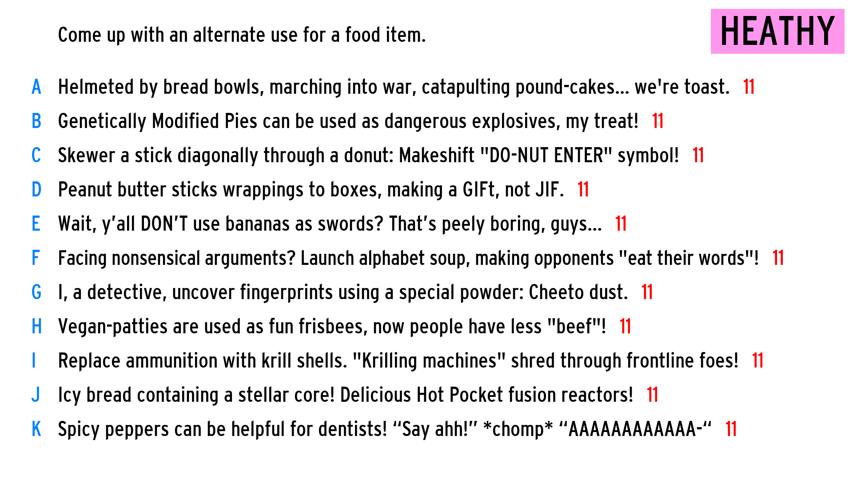 Come up with an alternate use for a food item.
HEATHY
A Helmeted by bread bowls, marching into war, catapulting pound-cakes... we're toast. 11
B Genetically Modified Pies can be used as dangerous explosives, my treat! 11
C Skewer a stick diagonally through a donut: Makeshift "DO-NUT ENTER" symbol! 11
D Peanut butter sticks wrappings to boxes, making a GIFt, not JIF. 11
E Wait, y’all DON’T use bananas as swords? That’s peely boring, guys... 11
F Facing nonsensical arguments? Launch alphabet soup, making opponents "eat their words"! 11
G I, a detective, uncover fingerprints using a special powder: Cheeto dust. 11
H Vegan-patties are used as fun frisbees, now people have less "beef"! 11
I Replace ammunition with krill shells. "Krilling machines" shred through frontline foes! 11
J Icy bread containing a stellar core! Delicious Hot Pocket fusion reactors! 11
K Spicy peppers can be helpful for dentists! “Say ahh!” *chomp* “AAAAAAAAAAAA-“ 11